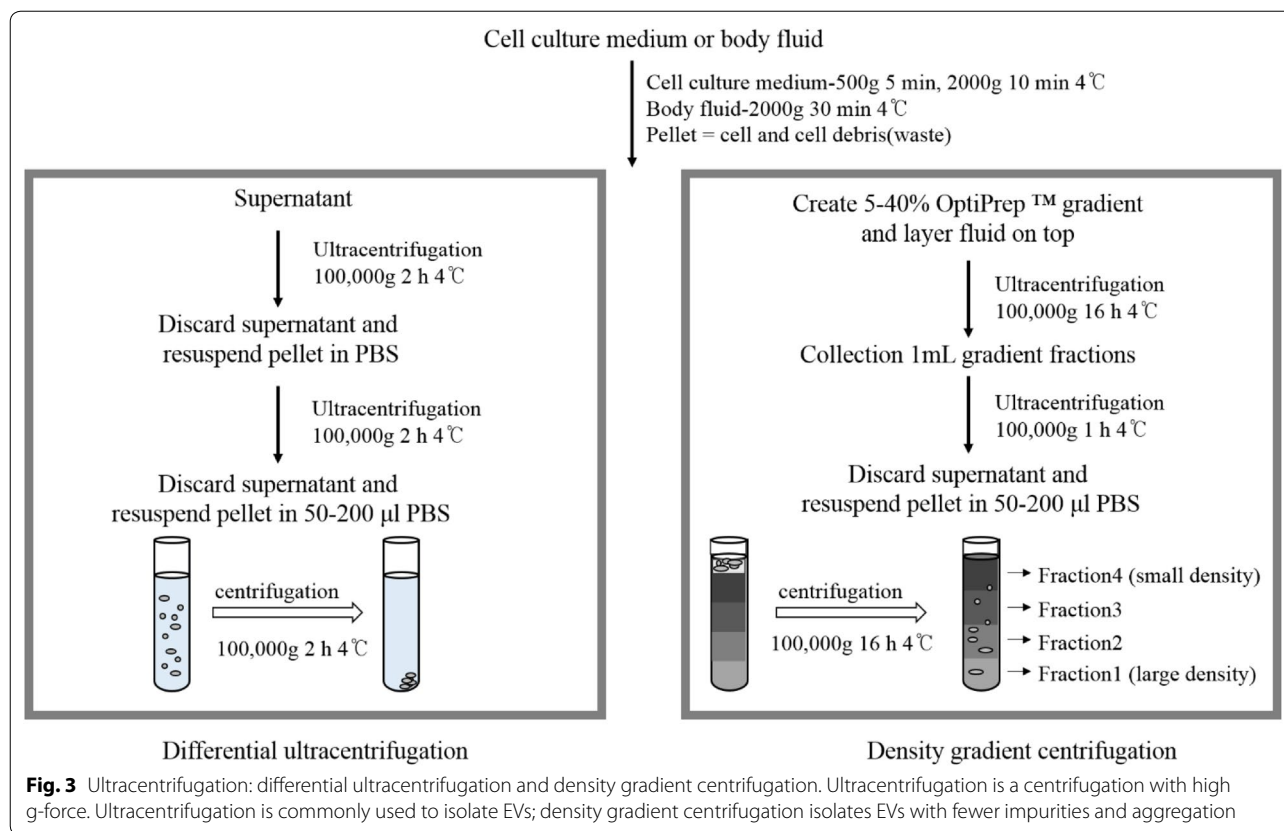 Cell culture medium or body fluid
Cell culture medium-500g 5 min, 2000g 10 min 4℃
Body fluid-2000g 30 min 4℃
Pellet = cell and cell debris(waste)
Supernatant
Ultracentrifugation
100,000g 2 h 4℃
Discard supernatant and
resuspend pellet in PBS
Ultracentrifugation
100,000g 2 h 4℃
Discard supernatant and
resuspend pellet in 50-200 μl PBS
centrifugation
100,000g 2 h 4℃
Differential ultracentrifugation
Create 5-40% OptiPrep ™ gradient
and layer fluid on top
Ultracentrifugation
100,000g 16 h 4℃
Collection 1mL gradient fractions
Ultracentrifugation
100,000g 1 h 4℃
Discard supernatant and
resuspend pellet in 50-200 μl PBS
centrifugation
100,000g 16 h 4℃
Fraction4 (small density)
Fraction3
Fraction2
Fraction1 (large density)
Density gradient centrifugation
Fig. 3 Ultracentrifugation: differential ultracentrifugation and density gradient centrifugation. Ultracentrifugation is a centrifugation with high
g-force. Ultracentrifugation is commonly used to isolate EVs; density gradient centrifugation isolates EVs with fewer impurities and aggregation